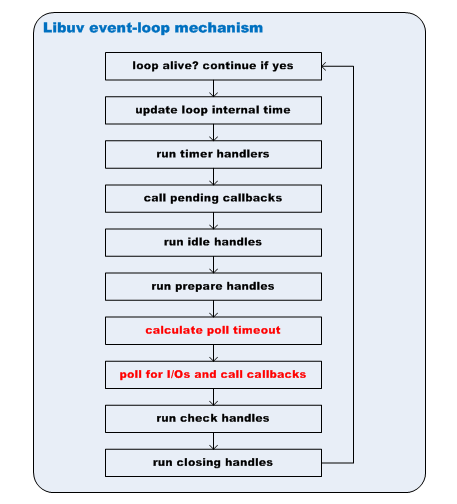 Libuv event-loop mechanism
loop alive? continue if yes
update loop internal time
run timer handlers
call pending callbacks
run idle handles
run prepare handles
calculate poll timeout
poll for I/Os and call callbacks
run check handles
run closing handles